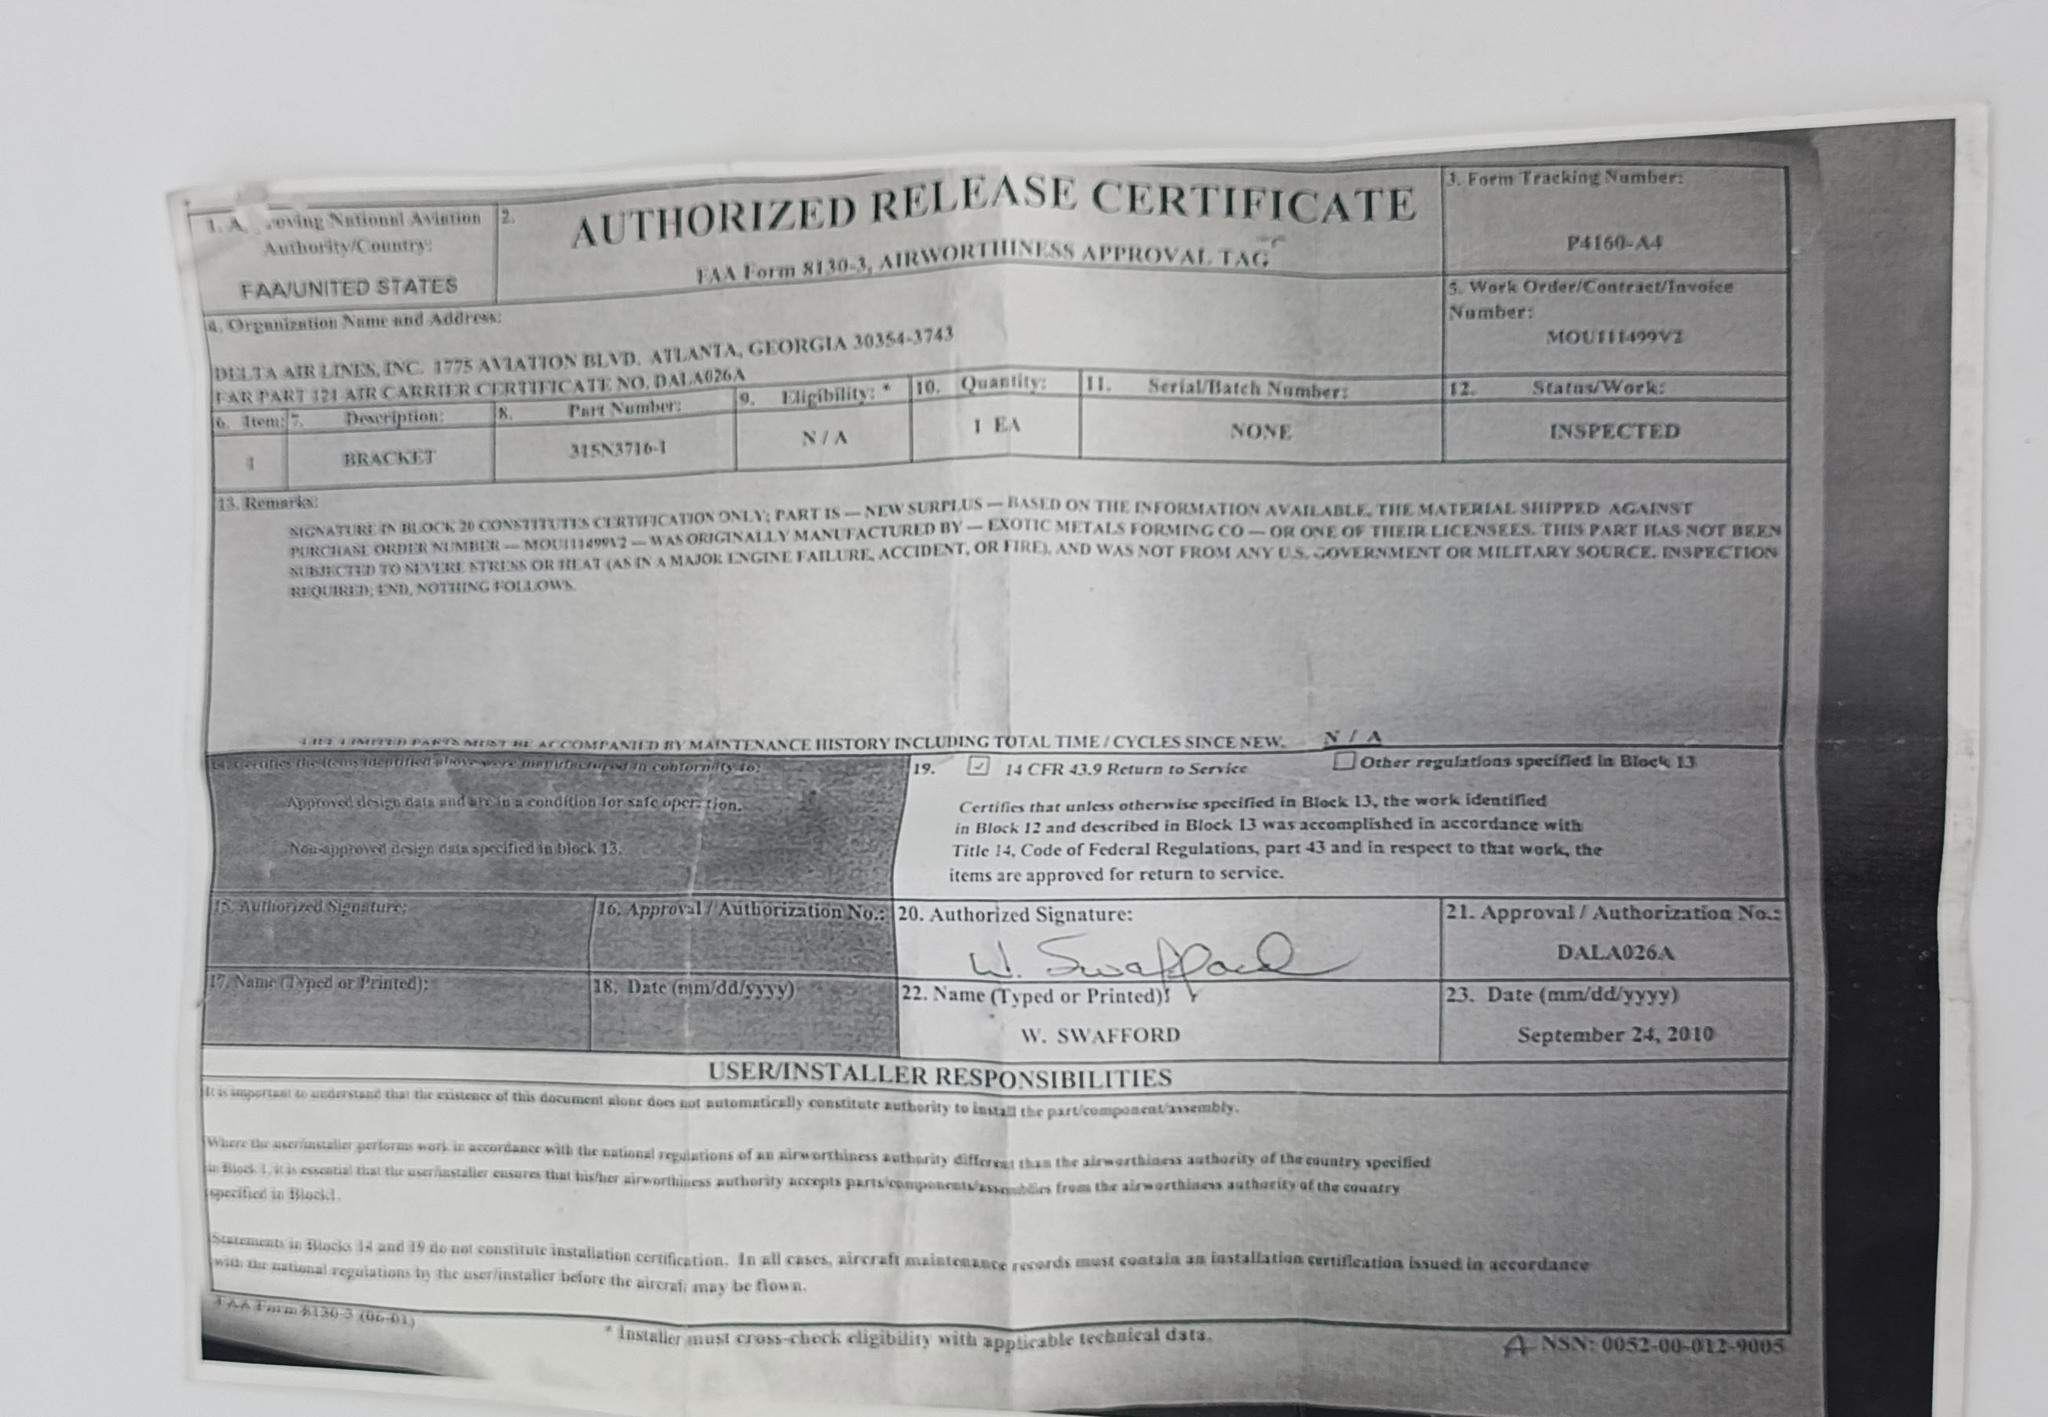 1. A roving National Aviation
Authority/Country:
FAA/UNITED STATES
2.
AUTHORIZED RELEASE CERTIFICATE
FAA Form 8130-3, AIRWORTHINESS APPROVAL TAG
3. Form Tracking Number:
P4160-A4
4. Organization Name and Address:
DELTA AIR LINES, INC. 1775 AVIATION BLVD. ATLANTA, GEORGIA 30354-3743
FAR PART 121 AIR CARRIER CERTIFICATE NO. DALA026A
5. Work Order/Contract/Invoice
Number:
MOU111499V2
6. Item: 7. Description: 8. Part Number: 9. Eligibility: * 10. Quantity: 11. Serial/Batch Number: 12. Status/Work:
1 BRACKET 315N3716-1 N / A 1 EA NONE INSPECTED
13. Remarks:
SIGNATURE IN BLOCK 20 CONSTITUTES CERTIFICATION ONLY; PART IS — NEW SURPLUS — BASED ON THE INFORMATION AVAILABLE, THE MATERIAL SHIPPED AGAINST
PURCHASE ORDER NUMBER — MOU111499V2 — WAS ORIGINALLY MANUFACTURED BY — EXOTIC METALS FORMING CO — OR ONE OF THEIR LICENSEES. THIS PART HAS NOT BEEN
SUBJECTED TO SEVERE STRESS OR HEAT (AS IN A MAJOR ENGINE FAILURE, ACCIDENT, OR FIRE), AND WAS NOT FROM ANY U.S. GOVERNMENT OR MILITARY SOURCE. INSPECTION
REQUIRED; END, NOTHING FOLLOWS.
LIFE LIMITED PARTS MUST BE ACCOMPANIED BY MAINTENANCE HISTORY INCLUDING TOTAL TIME / CYCLES SINCE NEW. N / A
14. Certifies the items identified above were manufactured in conformity to:
Approved design data and are in a condition for safe operation.
Non-approved design data specified in block 13.
19. 14 CFR 43.9 Return to Service Other regulations specified in Block 13
Certifies that unless otherwise specified in Block 13, the work identified
in Block 12 and described in Block 13 was accomplished in accordance with
Title 14, Code of Federal Regulations, part 43 and in respect to that work, the
items are approved for return to service.
15. Authorized Signature: 16. Approval / Authorization No.: 20. Authorized Signature: 21. Approval / Authorization No.:
W. Swafford DALA026A
17. Name (Typed or Printed): 18. Date (mm/dd/yyyy) 22. Name (Typed or Printed): 23. Date (mm/dd/yyyy)
W. SWAFFORD September 24, 2010
USER/INSTALLER RESPONSIBILITIES
It is important to understand that the existence of this document alone does not automatically constitute authority to install the part/component/assembly.
Where the user/installer performs work in accordance with the national regulations of an airworthiness authority different than the airworthiness authority of the country specified
in Block 1, it is essential that the user/installer ensures that his/her airworthiness authority accepts parts/components/assemblies from the airworthiness authority of the country
specified in Block1.
Statements in Blocks 14 and 19 do not constitute installation certification. In all cases, aircraft maintenance records must contain an installation certification issued in accordance
with the national regulations by the user/installer before the aircraft may be flown.
FAA Form 8130-3 (06-01)
* Installer must cross-check eligibility with applicable technical data.
A NSN: 0052-00-012-9005